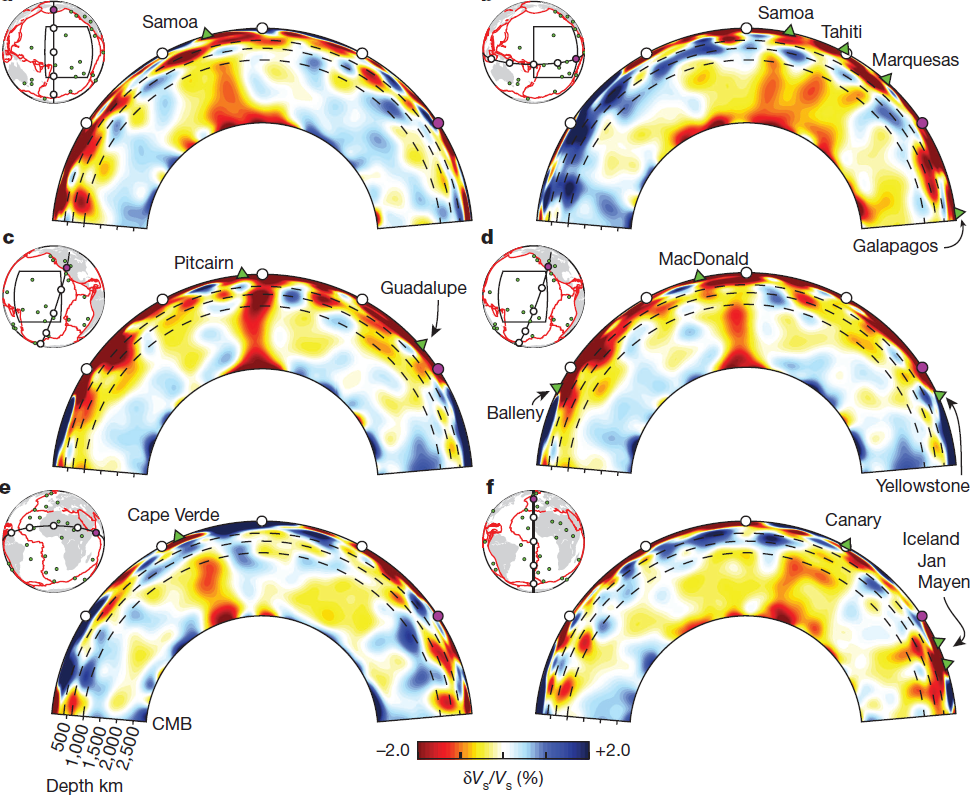 Samoa
Samoa
Tahiti
Marquesas
Galapagos
c
Pitcairn
Guadalupe
d
MacDonald
Balleny
Yellowstone
e
Cape Verde
CMB
500
1,000
1,500
2,000
2,500
Depth km
f
Canary
Iceland
Jan
Mayen
−2.0
+2.0
δVs/Vs (%)